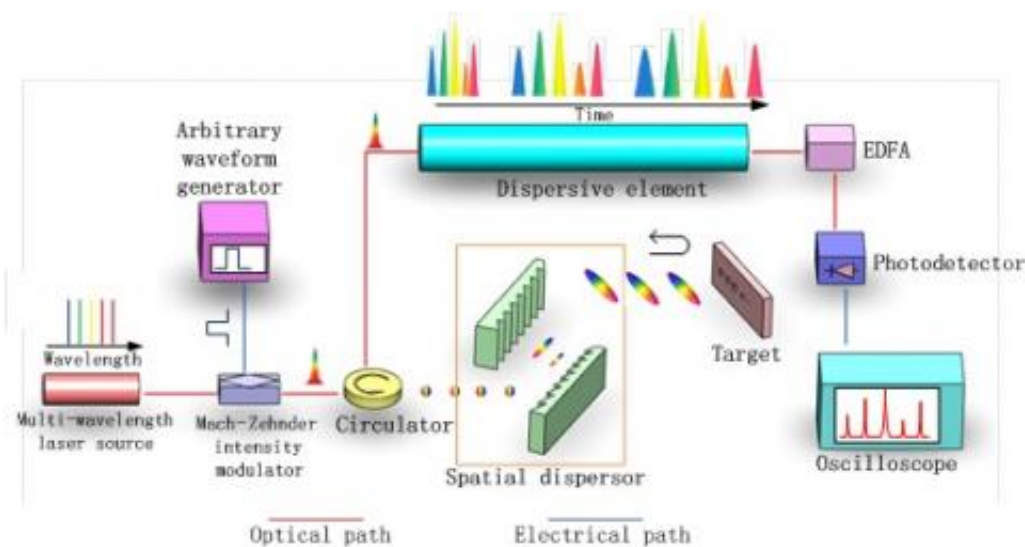 Time
Arbitrary
waveform
generator
EDFA
Dispersive element
Photodetector
Wavelength
Target
Multi-wavelength
laser source
Mach-Zehnder
intensity
modulator
Circulator
Oscilloscope
Spatial dispersor
Optical path
Electrical path